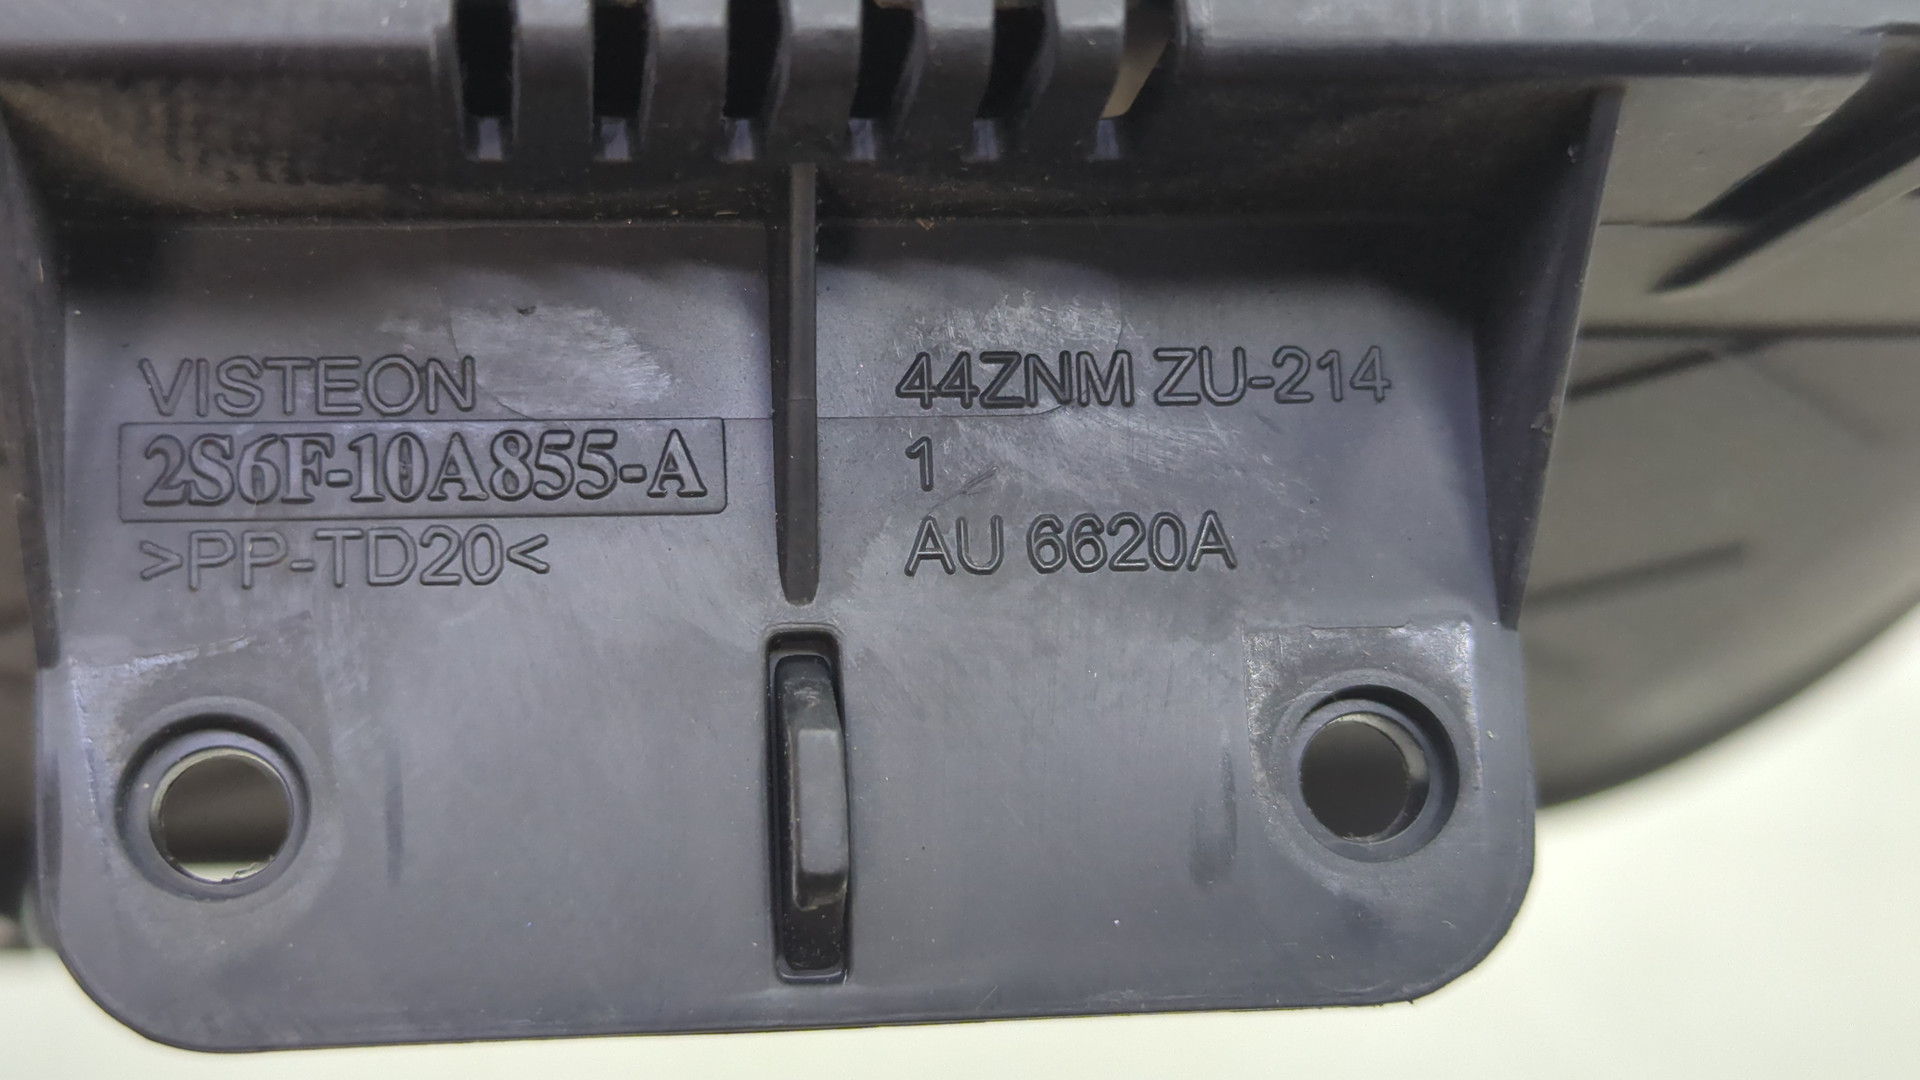 VISTEON
2S6F-10A855-A
>PP-TD20<
44ZNM ZU-214
1
AU 6620A